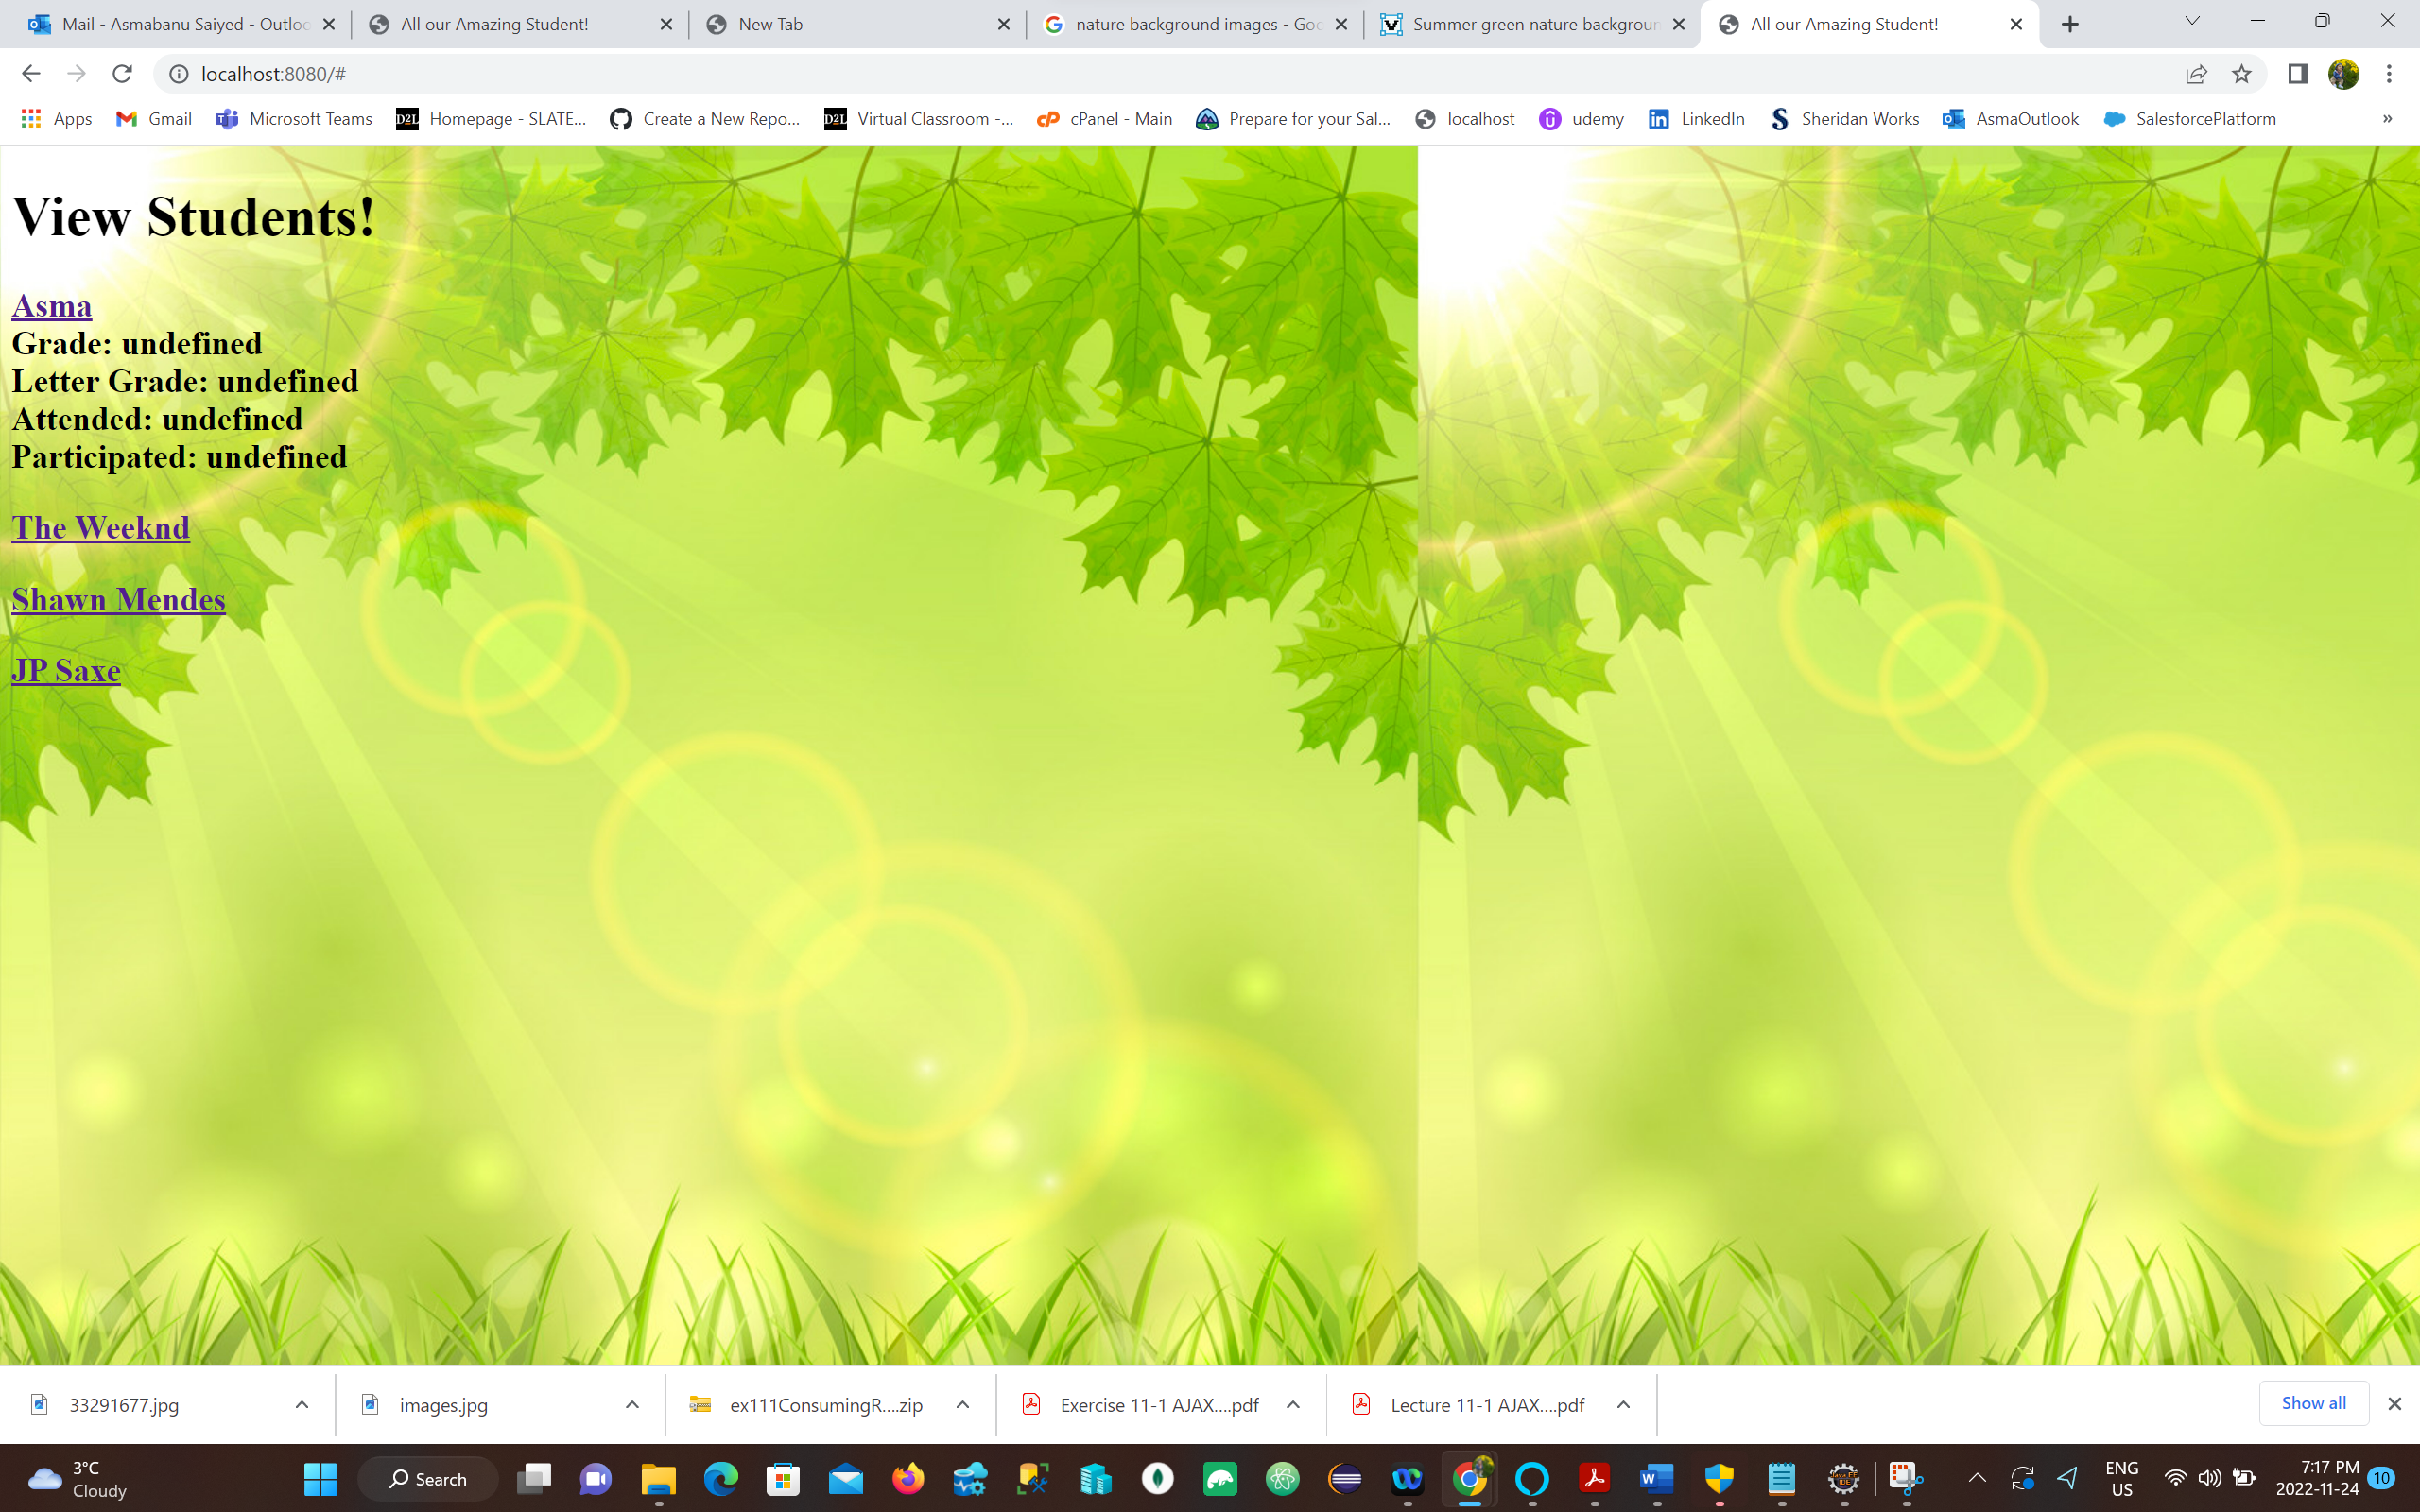 Mail - Asmabanu Saiyed - Outloo
All our Amazing Student!
New Tab
nature background images - Goo
Summer green nature backgroun
All our Amazing Student!
localhost:8080/#
Apps
Gmail
Microsoft Teams
D2L Homepage - SLATE...
Create a New Repo...
D2L Virtual Classroom -...
cP cPanel - Main
Prepare for your Sal...
localhost
udemy
in LinkedIn
S Sheridan Works
AsmaOutlook
SalesforcePlatform
»
View Students!
Asma
Grade: undefined
Letter Grade: undefined
Attended: undefined
Participated: undefined
The Weeknd
Shawn Mendes
JP Saxe
33291677.jpg
images.jpg
ex111ConsumingR....zip
Exercise 11-1 AJAX....pdf
Lecture 11-1 AJAX....pdf
Show all
3°C
Cloudy
Search
ENG
US
7:17 PM
2022-11-24
10